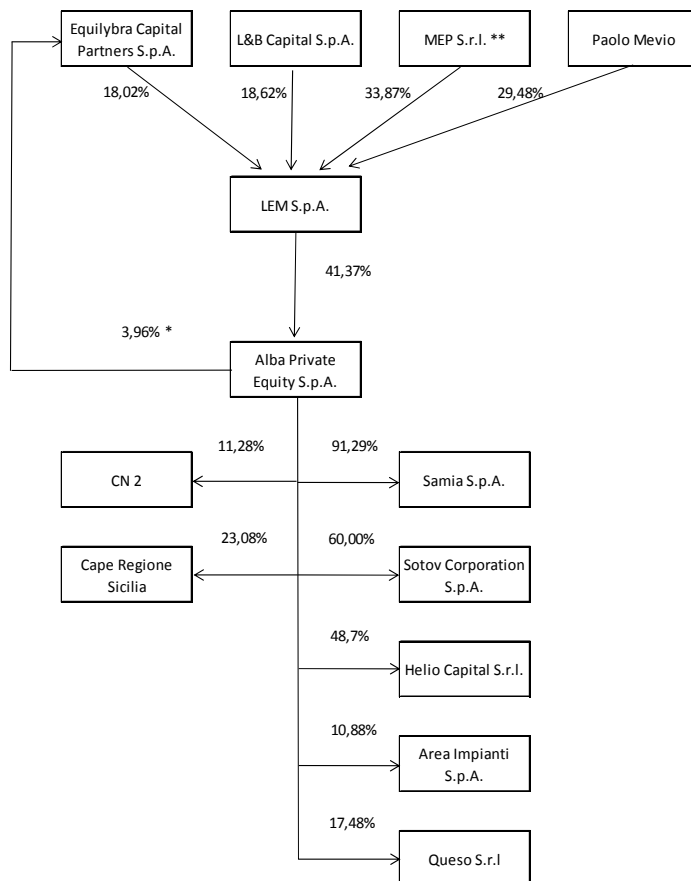 Equilybra Capital
Partners S.p.A.
L&B Capital S.p.A.
MEP S.r.l. **
Paolo Mevio
18,02%
18,62%
33,87%
29,48%
LEM S.p.A.
41,37%
3,96% *
Alba Private
Equity S.p.A.
11,28%
91,29%
CN 2
Samia S.p.A.
23,08%
60,00%
Cape Regione
Sicilia
Sotov Corporation
S.p.A.
48,7%
Helio Capital S.r.l.
10,88%
Area Impianti
S.p.A.
17,48%
Queso S.r.l